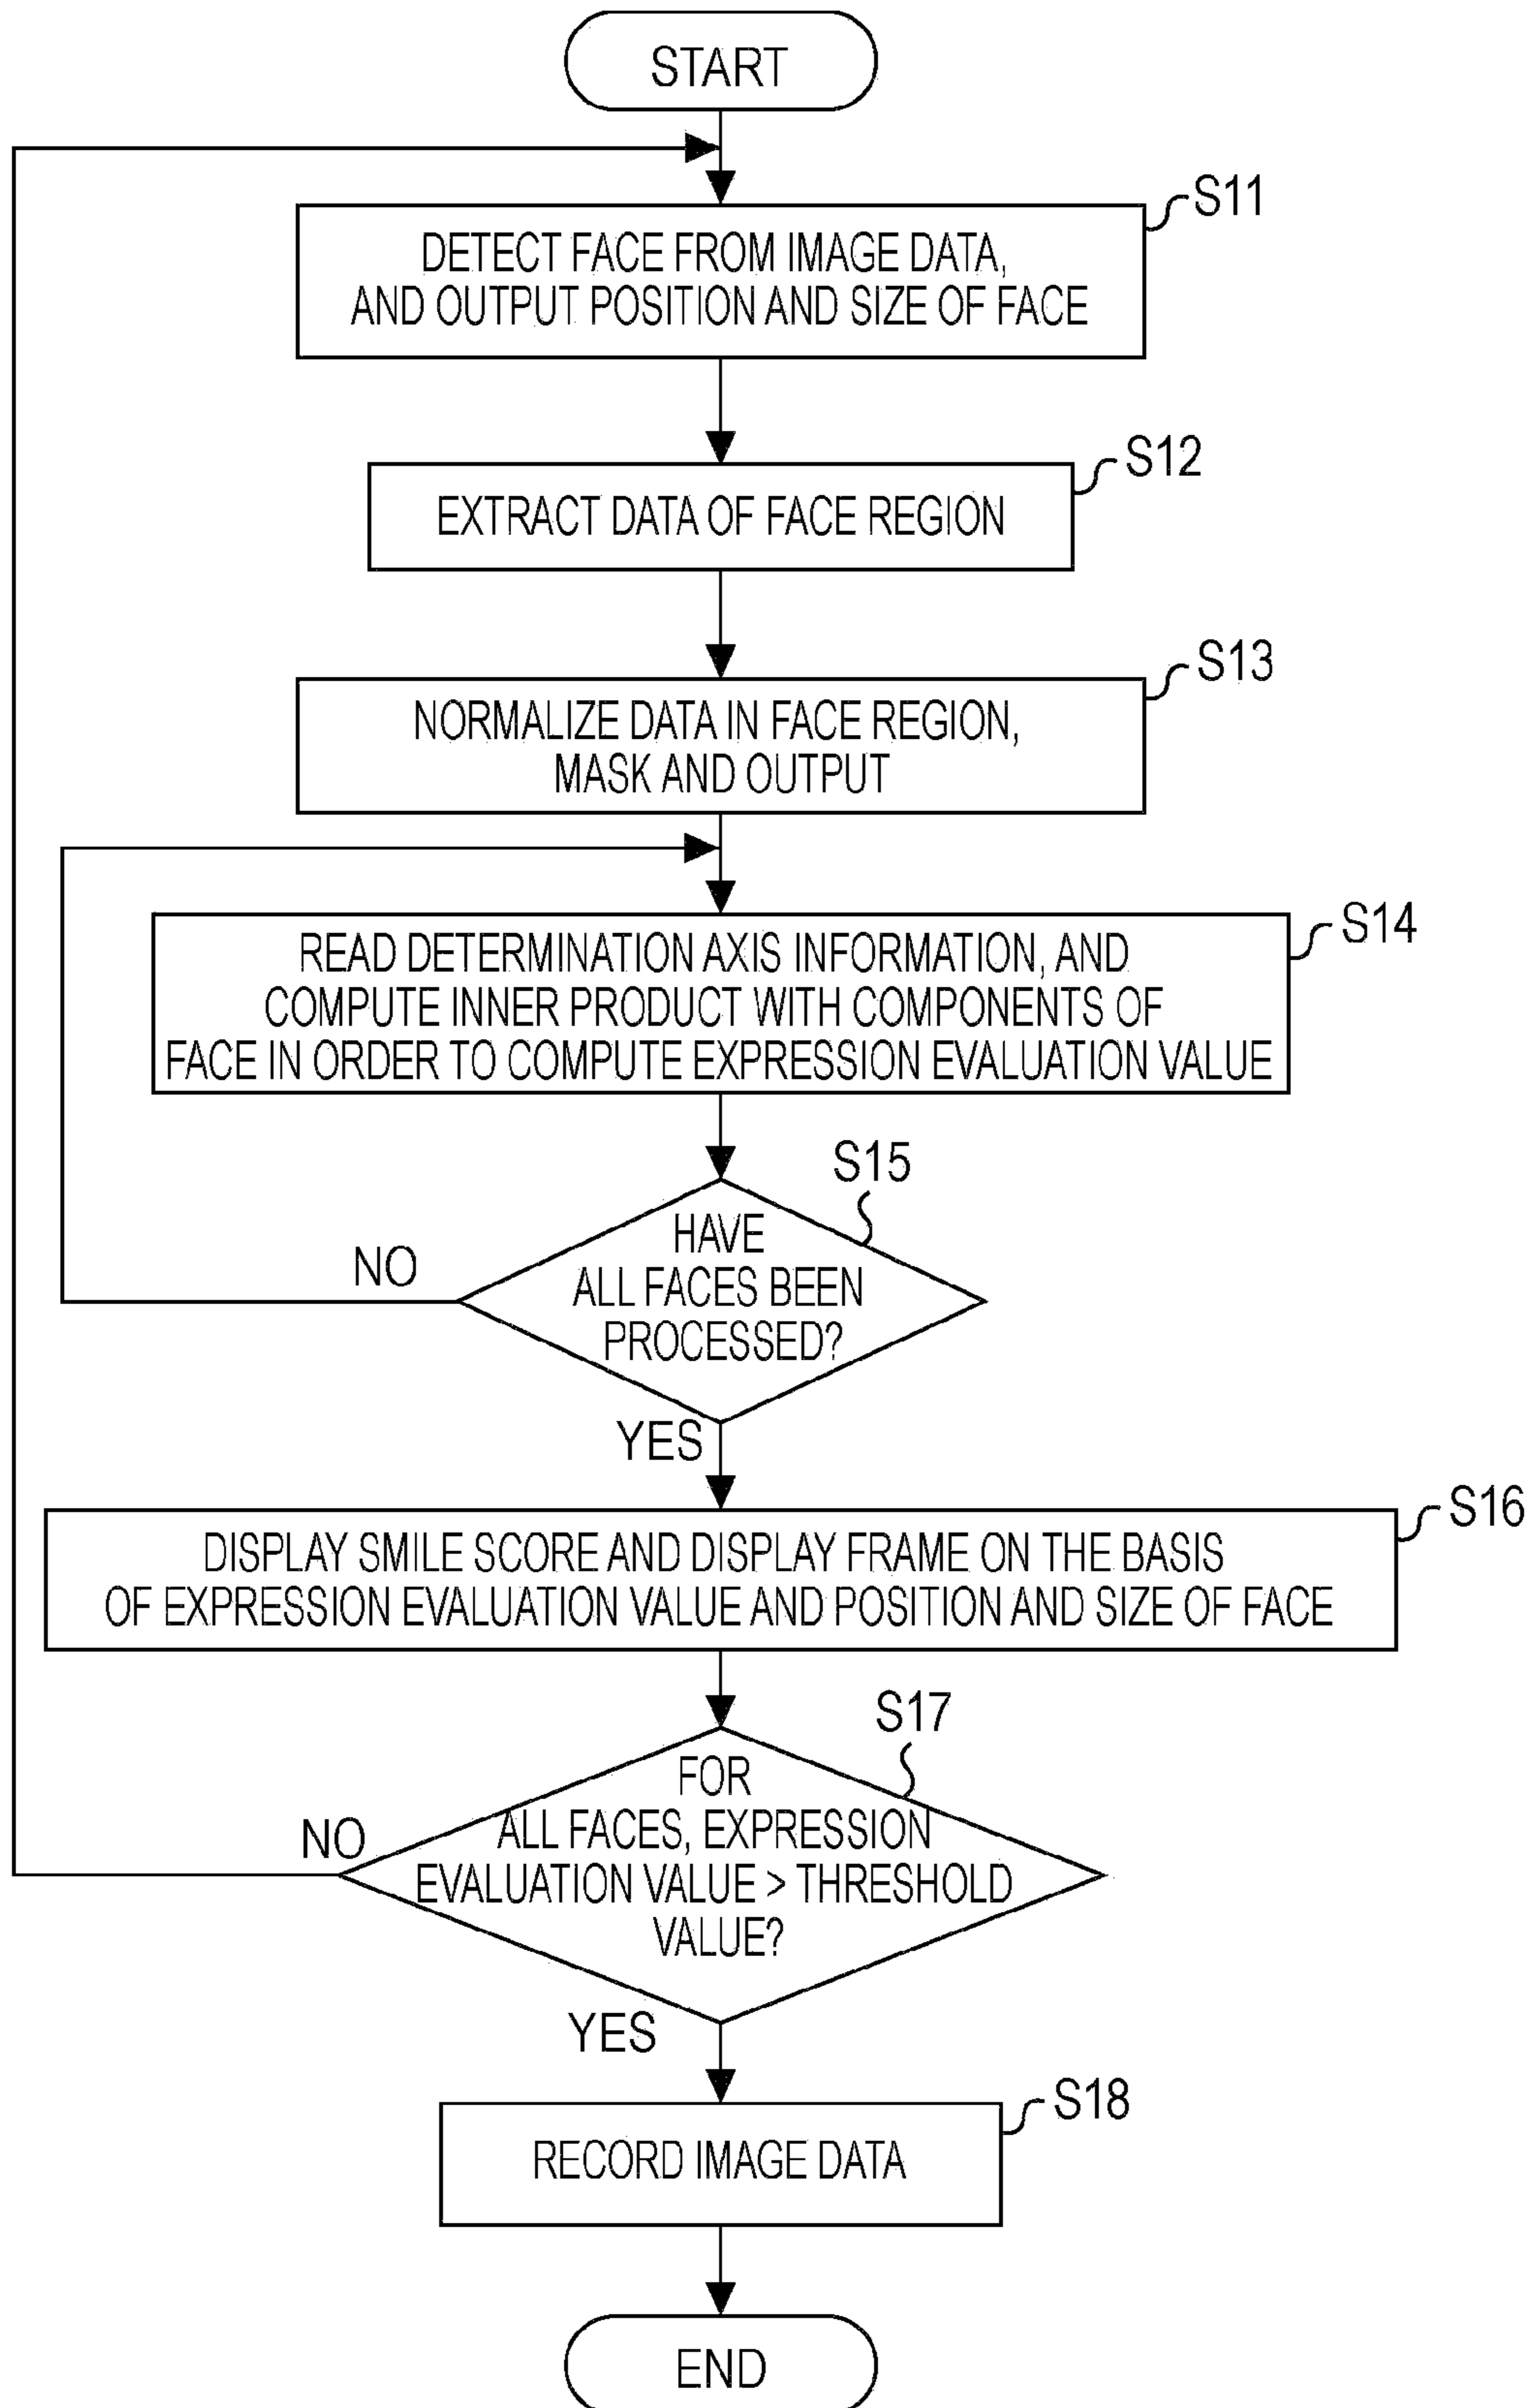 START
S11
DETECT FACE FROM IMAGE DATA,
AND OUTPUT POSITION AND SIZE OF FACE
S12
EXTRACT DATA OF FACE REGION
S13
NORMALIZE DATA IN FACE REGION,
MASK AND OUTPUT
S14
READ DETERMINATION AXIS INFORMATION, AND
COMPUTE INNER PRODUCT WITH COMPONENTS OF
FACE IN ORDER TO COMPUTE EXPRESSION EVALUATION VALUE
S15
HAVE
ALL FACES BEEN
PROCESSED?
NO
YES
S16
DISPLAY SMILE SCORE AND DISPLAY FRAME ON THE BASIS
OF EXPRESSION EVALUATION VALUE AND POSITION AND SIZE OF FACE
S17
FOR
ALL FACES, EXPRESSION
EVALUATION VALUE > THRESHOLD
VALUE?
NO
YES
S18
RECORD IMAGE DATA
END